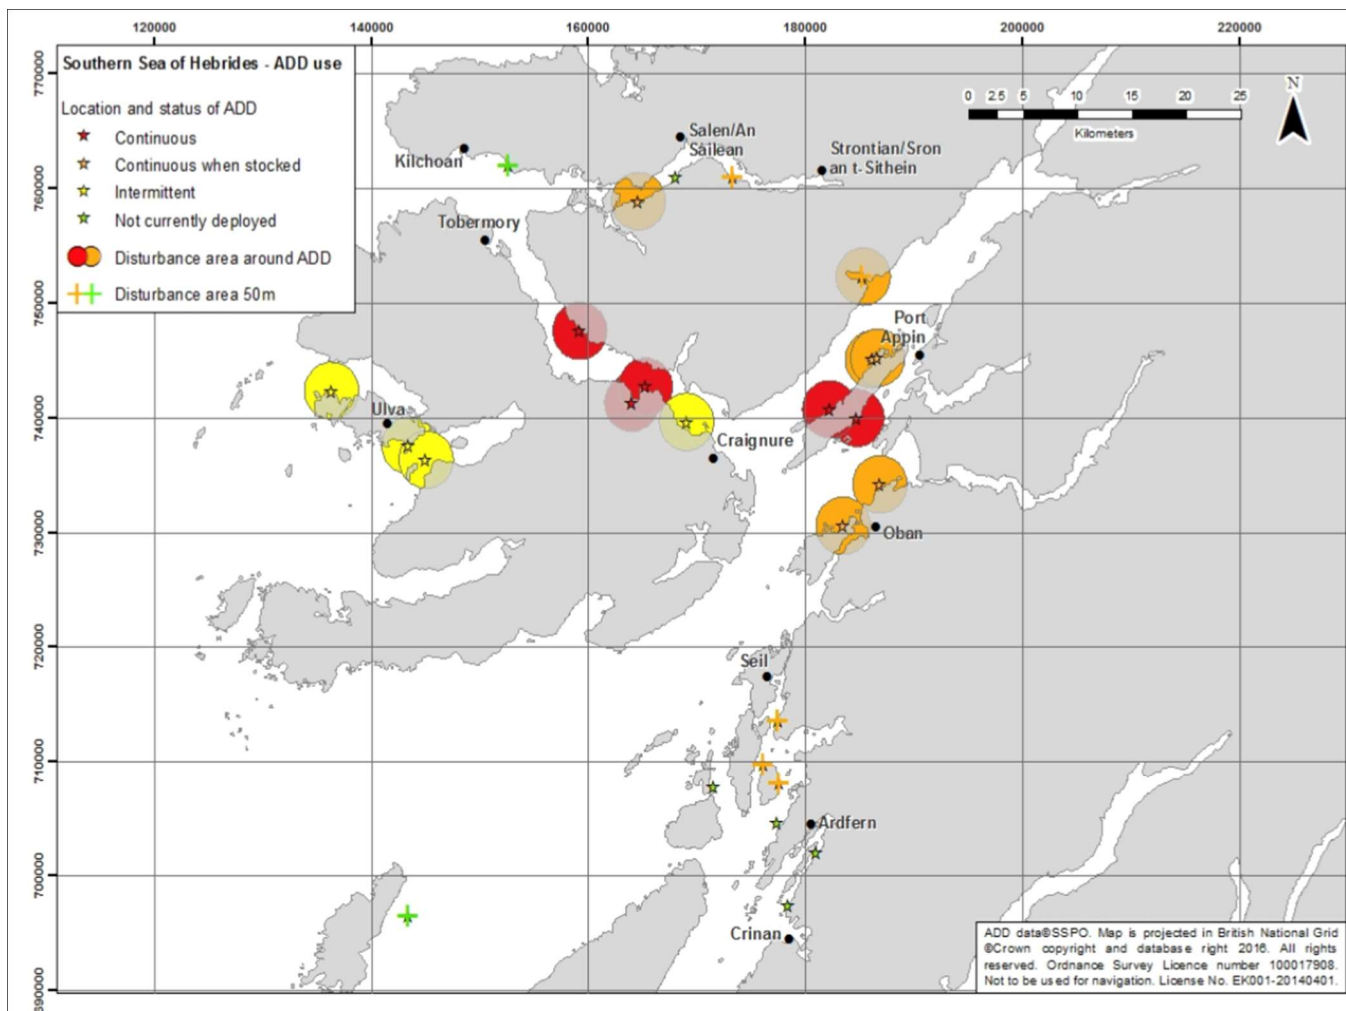 120000 140000 160000 180000 200000 220000
Southern Sea of Hebrides - ADD use
Location and status of ADD
Continuous
Continuous when stocked
Intermittent
Not currently deployed
Disturbance area around ADD
Disturbance area 50m
0 2.5 5 10 15 20 25
Kilometers
N
770000
760000
750000
740000
730000
720000
710000
700000
690000
Kilchoan
Salen/An
Sàilean
Strontian/Sron
an t-Sithein
Tobermory
Port
Appin
Ulva
Craignure
Oban
Seil
Ardfern
Crinan
ADD data©SSPO. Map is projected in British National Grid
©Crown copyright and database right 2016. All rights
reserved. Ordnance Survey Licence number 100017908.
Not to be used for navigation. License No. EK001-20140401.